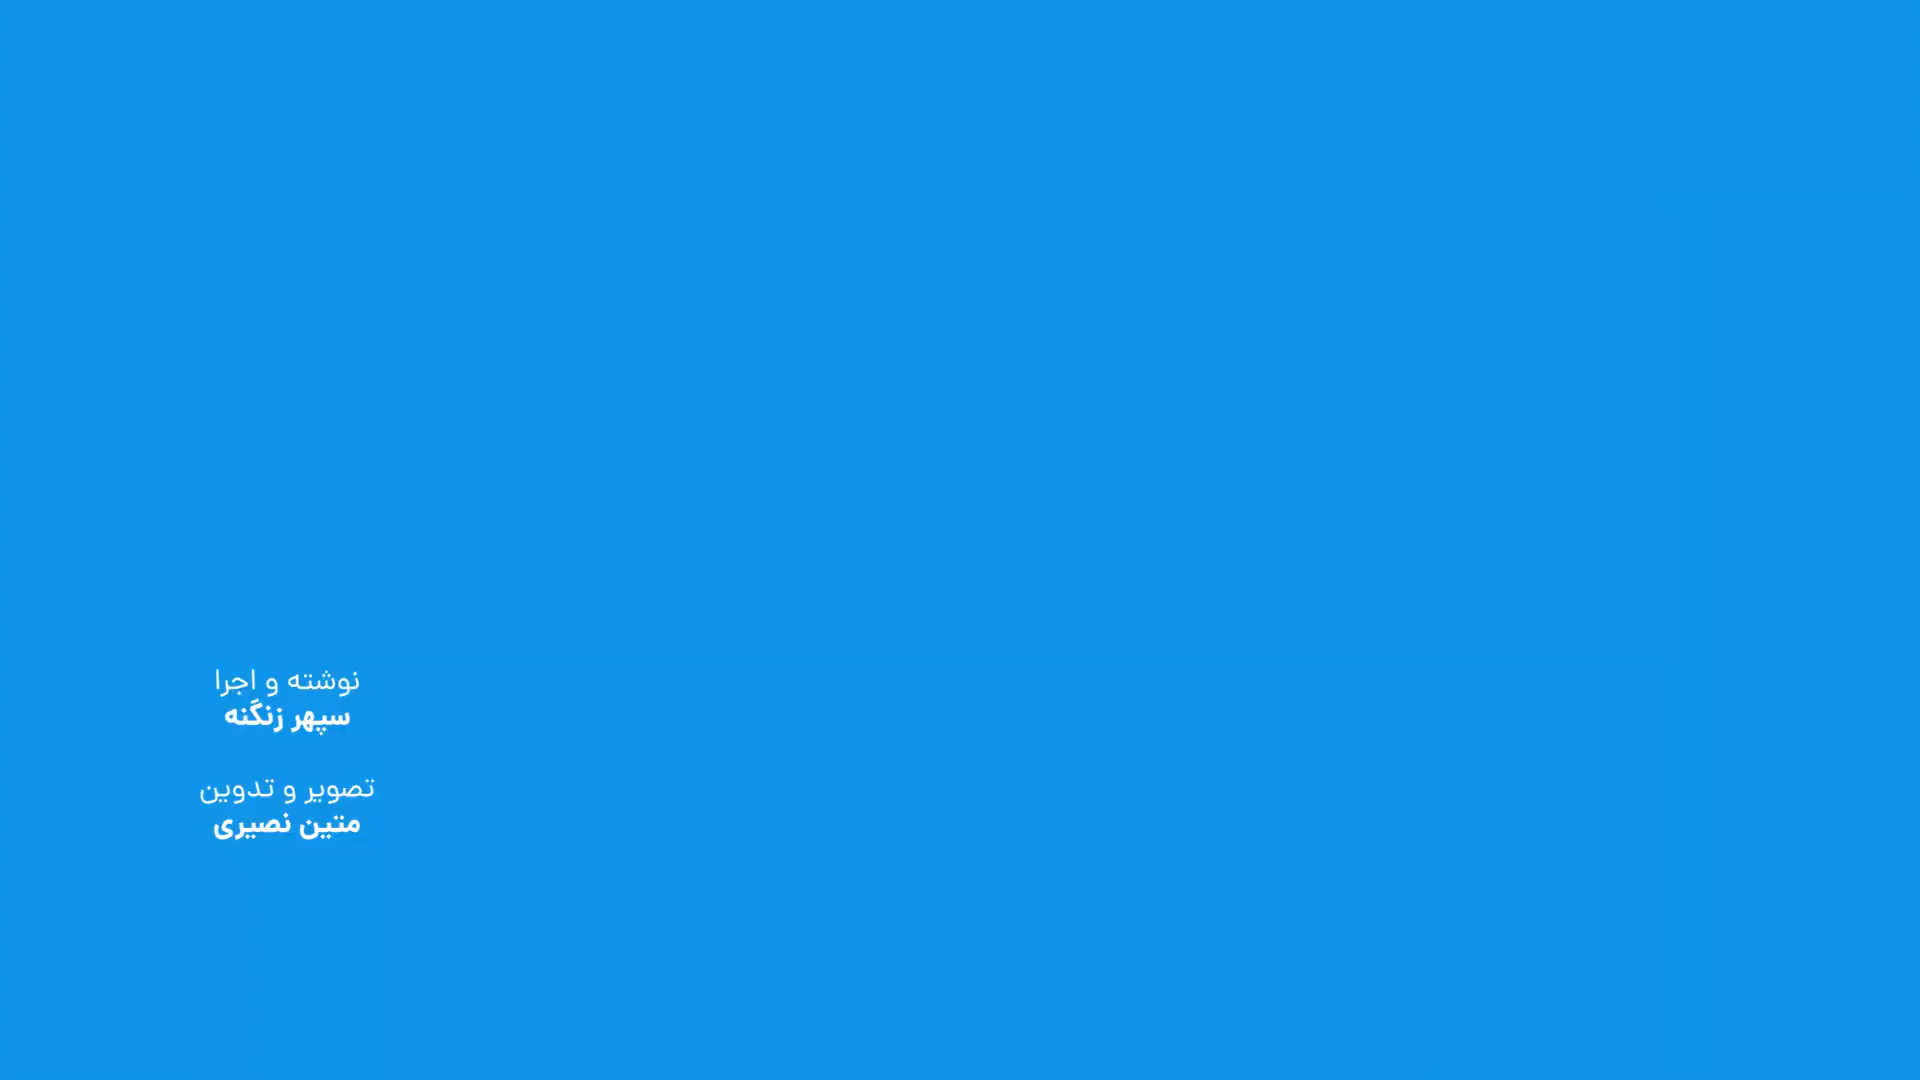 نوشته و اجرا
سپهر زنگنه
تصویر و تدوین
متین نصیری